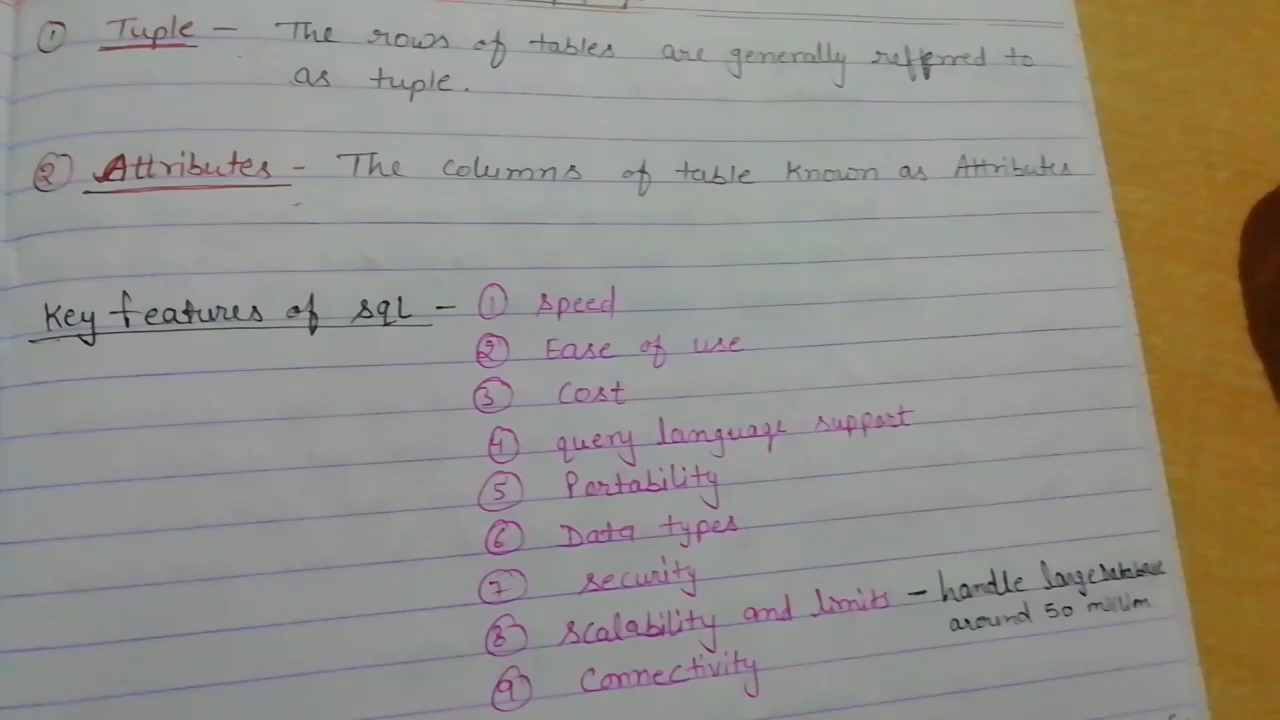 ① Tuple - The rows of tables are generally refferred to
as tuple.
② Attributes - The columns of table known as Attributes
Key features of sql - ① speed
② Ease of use
③ Cost
④ query language support
⑤ Portability
⑥ Data types
⑦ security
⑧ scalability and limits - handle large
around 50 million
⑨ Connectivity